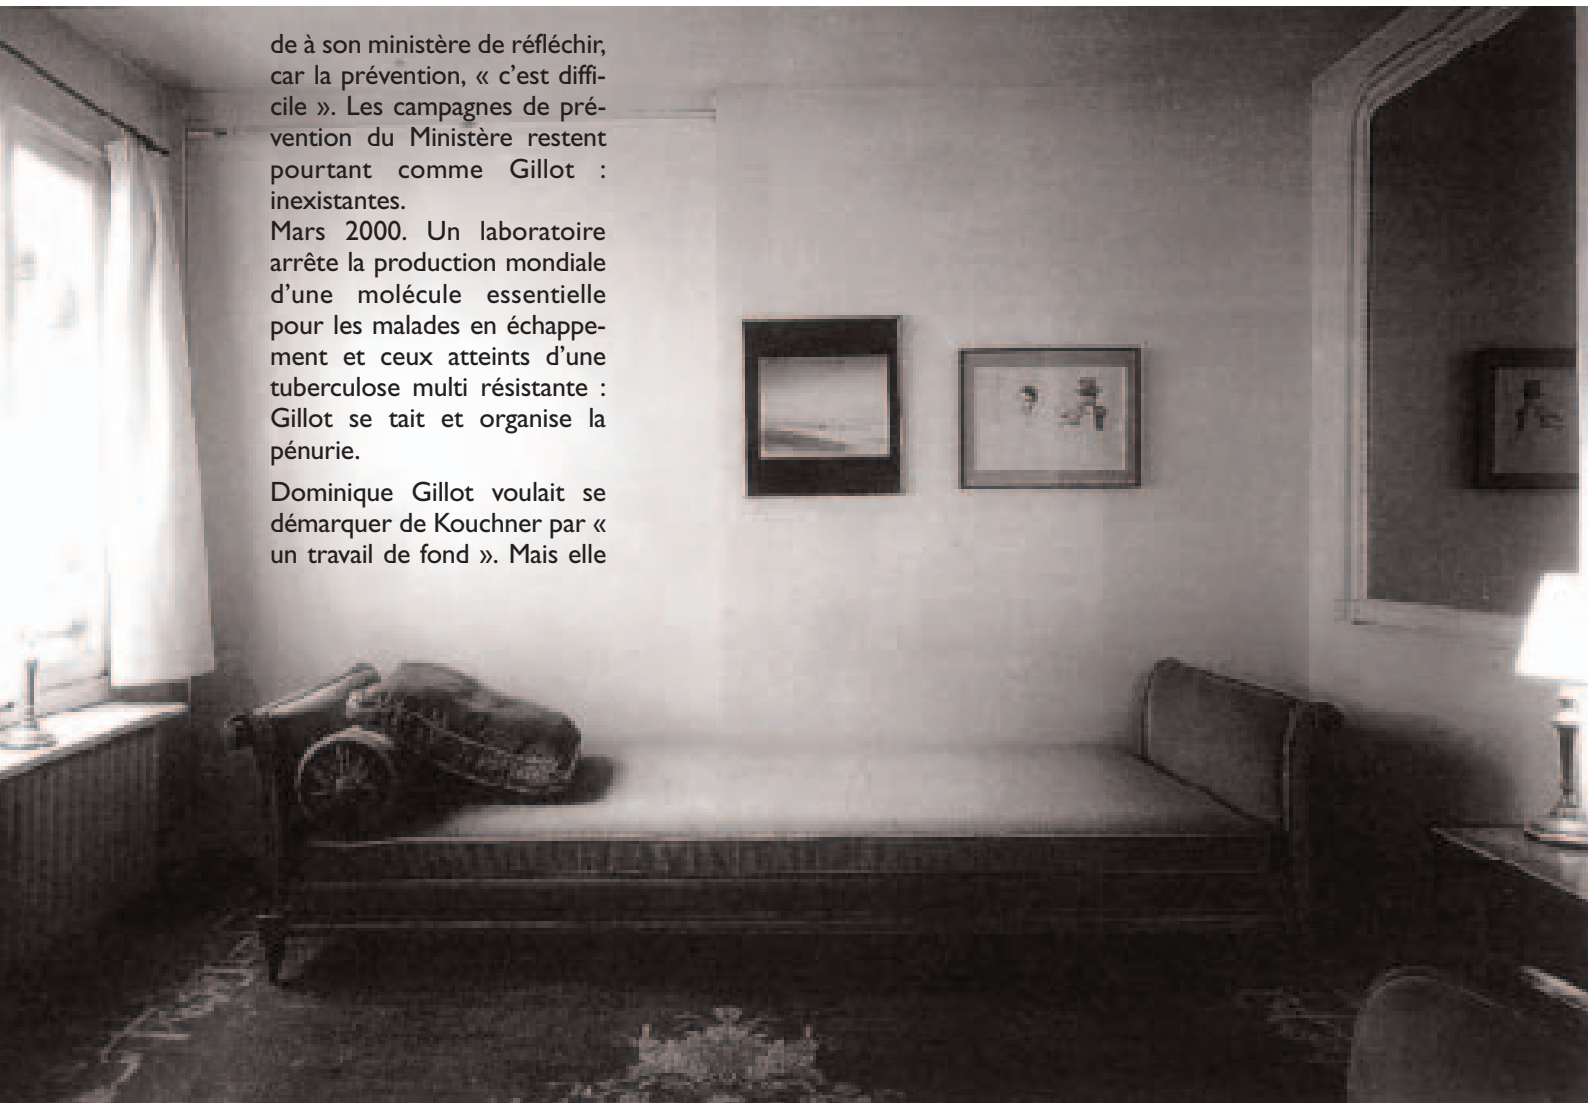 de à son ministère de réfléchir,
car la prévention, « c'est diffi-
cile ». Les campagnes de pré-
vention du Ministère restent
pourtant comme Gillot :
inexistantes.
Mars 2000. Un laboratoire
arrête la production mondiale
d'une molécule essentielle
pour les malades en échappe-
ment et ceux atteints d'une
tuberculose multi résistante :
Gillot se tait et organise la
pénurie.
Dominique Gillot voulait se
démarquer de Kouchner par «
un travail de fond ». Mais elle